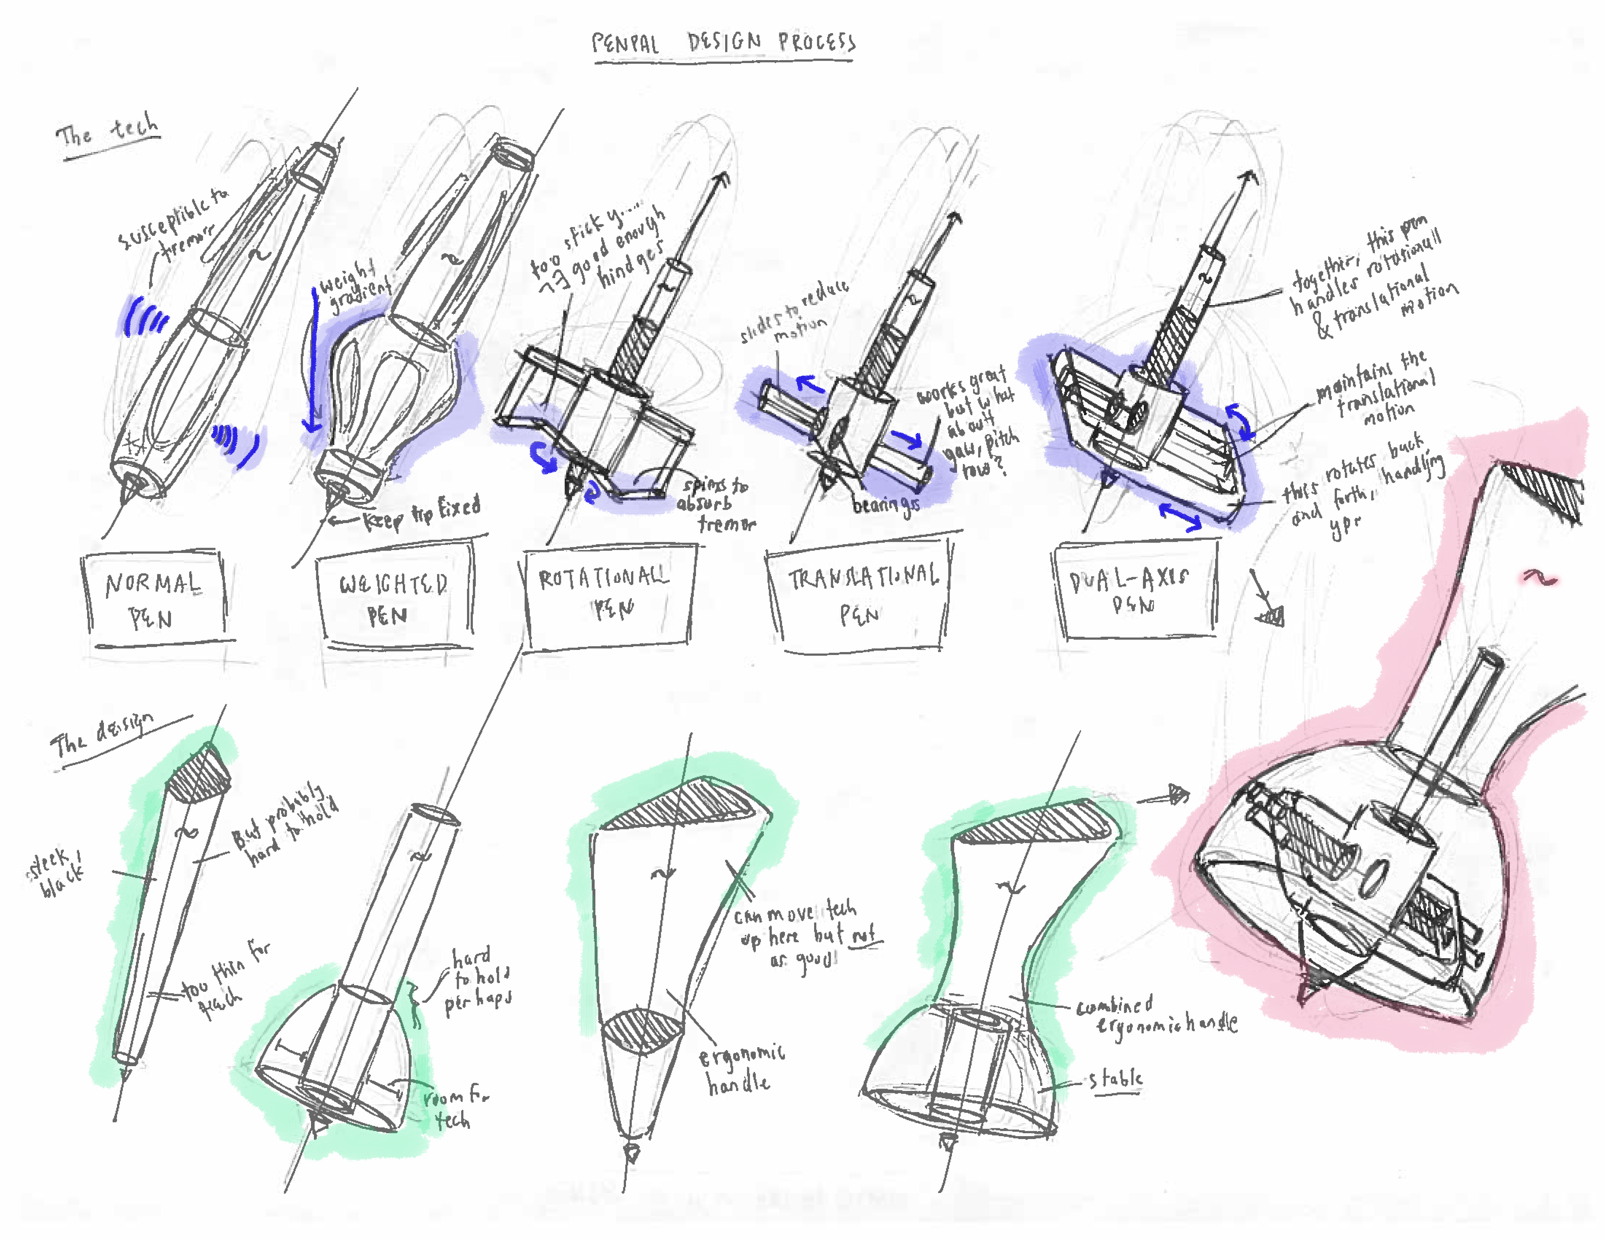 PENPAL DESIGN PROCESS
The tech
susceptible to
tremor
weight
gradient
keep tip fixed
too sticky....
good enough
hindges
spins to
absorb
tremor
slides to reduce
motion
works great
but what
about
yaw, pitch
row?
bearings
together, this pen
handles rotationall
& translational
motion
maintains the
translational
motion
this rotates back
and forth, handling
ypr
NORMAL
PEN
WEIGHTED
PEN
ROTATIONALL
PEN
TRANSLATIONAL
PEN
DUAL-AXIS
PEN
The design
sleek,
black
But probably
hard to hold
too thin for
tech
hard
to hold
perhaps
room for
tech
can move tech
up here but not
as good!
ergonomic
handle
combined
ergonomic handle
stable